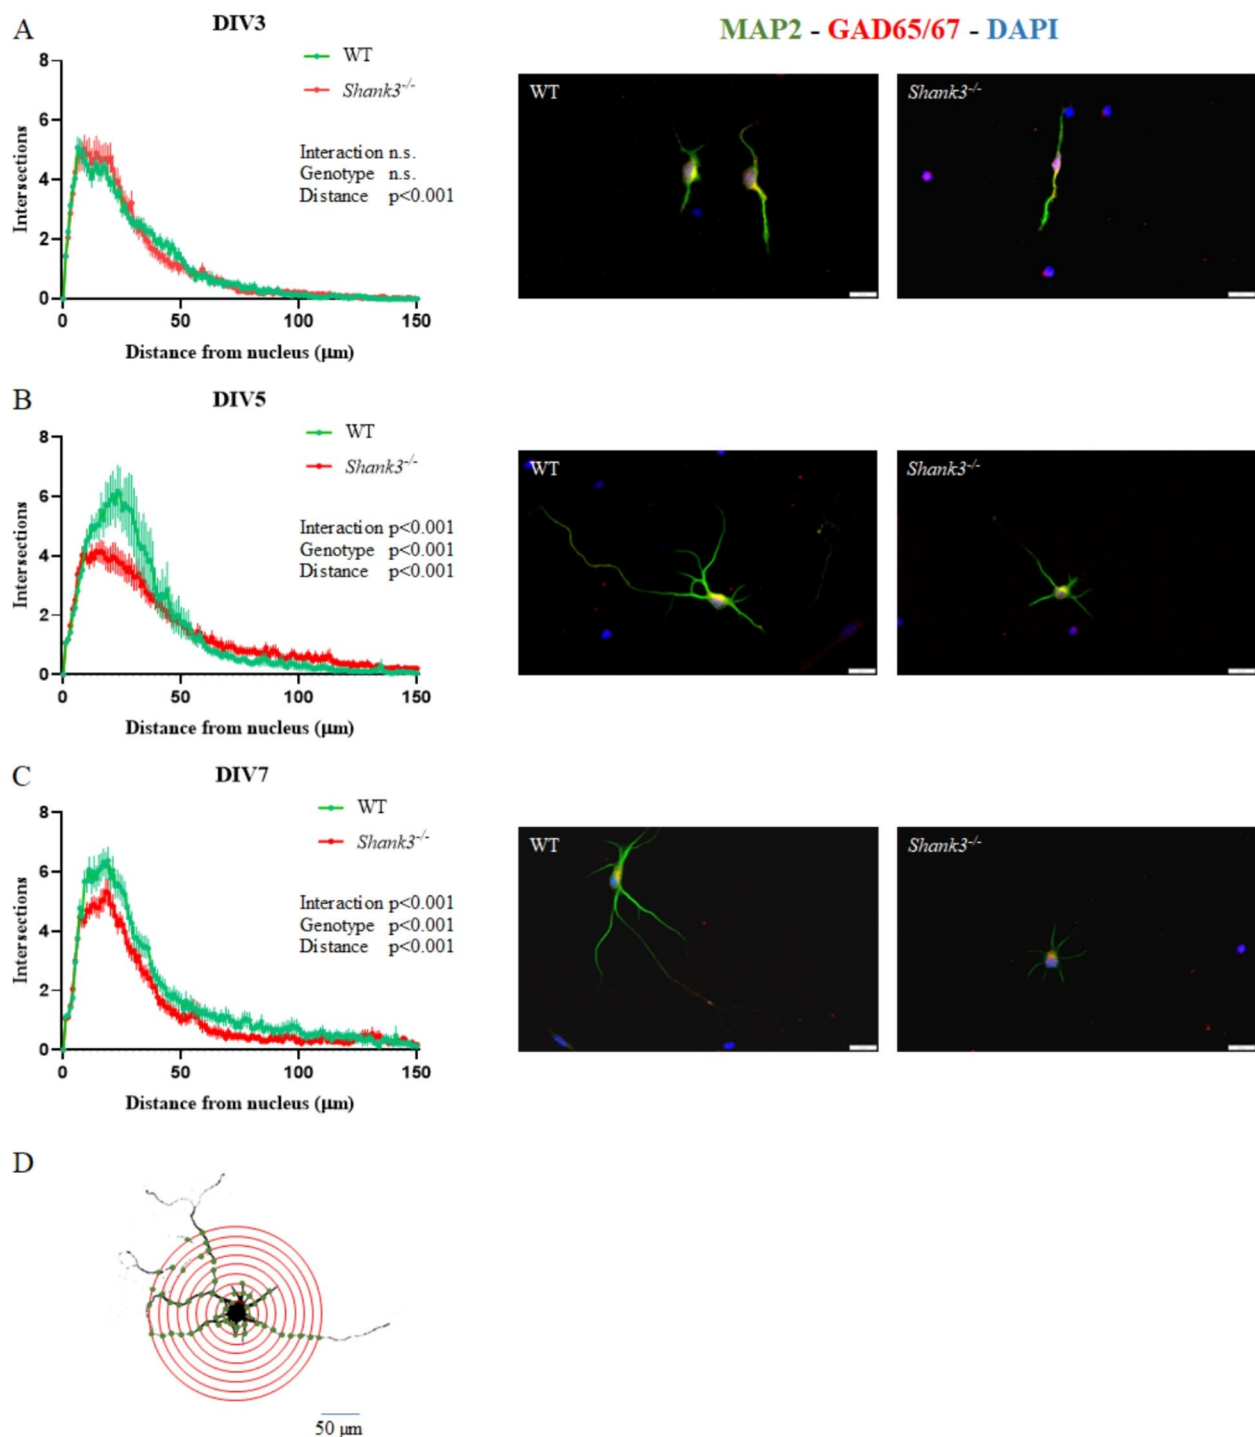 A
DIV3
MAP2 - GAD65/67 - DAPI
8
6
4
2
0
Intersections
WT
Shank3-/-
Interaction n.s.
Genotype n.s.
Distance p<0.001
0 50 100 150
Distance from nucleus (μm)
WT
Shank3-/-
B
DIV5
8
6
4
2
0
Intersections
WT
Shank3-/-
Interaction p<0.001
Genotype p<0.001
Distance p<0.001
0 50 100 150
Distance from nucleus (μm)
WT
Shank3-/-
C
DIV7
8
6
4
2
0
Intersections
WT
Shank3-/-
Interaction p<0.001
Genotype p<0.001
Distance p<0.001
0 50 100 150
Distance from nucleus (μm)
WT
Shank3-/-
D
50 μm